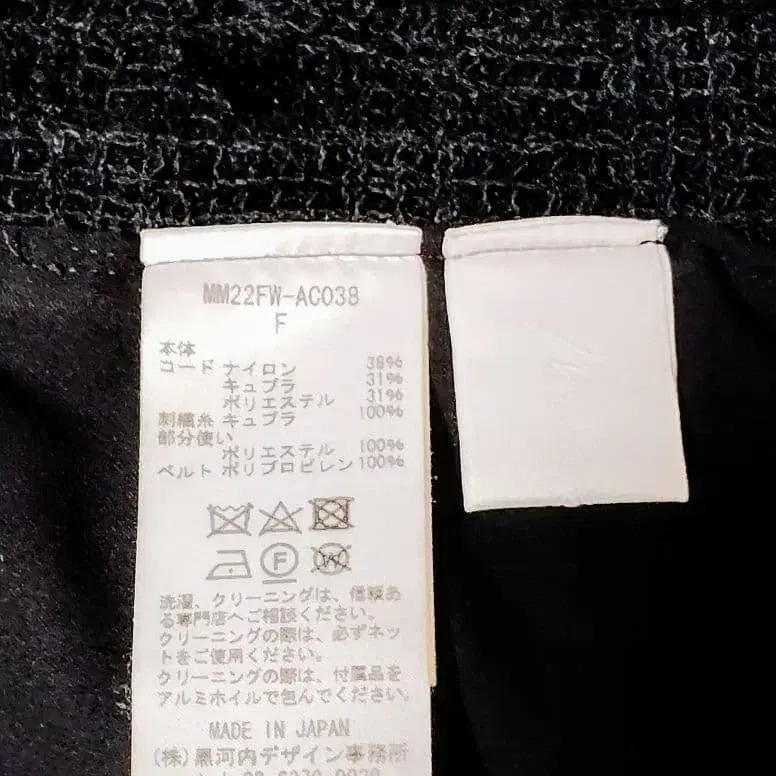 MM22FW-AC038
F
本体
コード ナイロン 38%
キュプラ 31%
ポリエステル 31%
刺繍糸 キュプラ 100%
部分使い
ポリエステル 100%
ベルト ポリプロピレン 100%
F
W
洗濯、クリーニングは、信頼あ
る専門店へご相談ください。
クリーニングの際は、必ずネッ
トをご使用ください。
クリーニングの際は、付属品を
アルミホイルで包んでください。
MADE IN JAPAN
(株)黒河内デザイン事務所